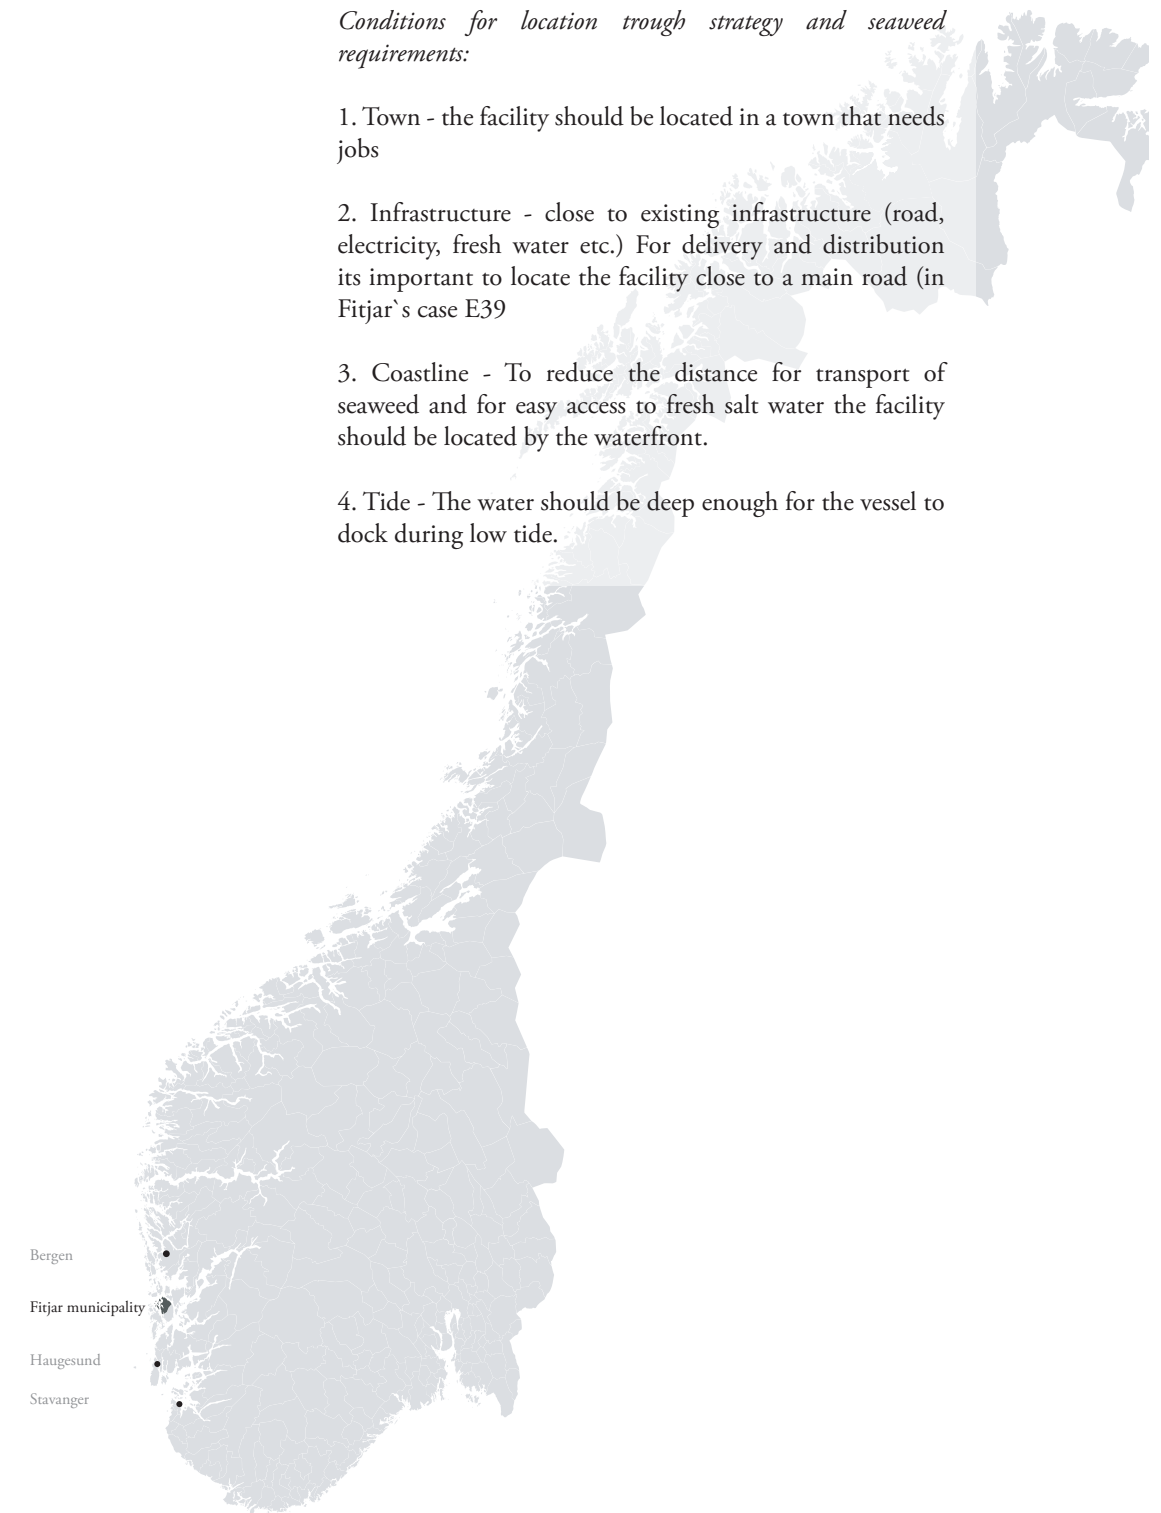 Conditions for location trough strategy and seaweed
requirements:
1. Town - the facility should be located in a town that needs
jobs
2. Infrastructure - close to existing infrastructure (road,
electricity, fresh water etc.) For delivery and distribution
its important to locate the facility close to a main road (in
Fitjar`s case E39
3. Coastline - To reduce the distance for transport of
seaweed and for easy access to fresh salt water the facility
should be located by the waterfront.
4. Tide - The water should be deep enough for the vessel to
dock during low tide.
Bergen
Fitjar municipality
Haugesund
Stavanger